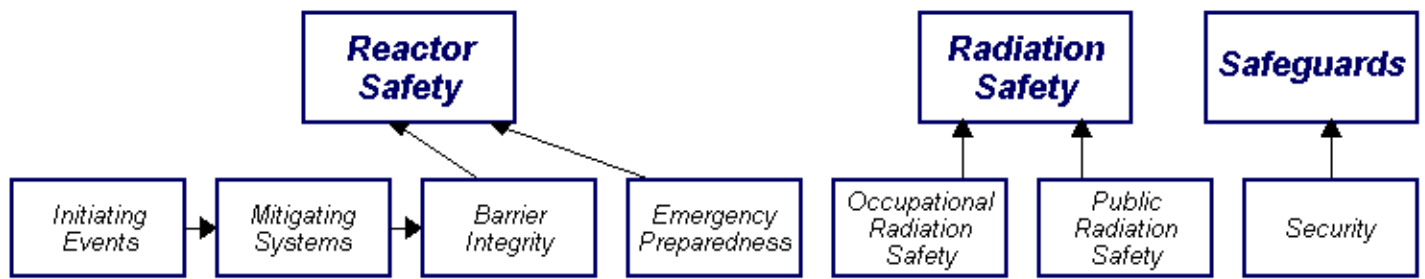 Reactor
Safety
Radiation
Safety
Safeguards
Initiating
Events
Mitigating
Systems
Barrier
Integrity
Emergency
Preparedness
Occupational
Radiation
Safety
Public
Radiation
Safety
Security